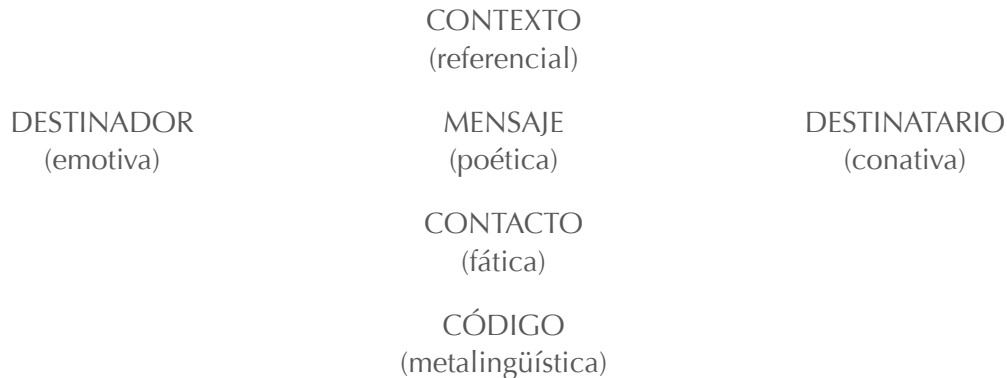 CONTEXTO
(referencial)
DESTINADOR MENSAJE DESTINATARIO
(emotiva) (poética) (conativa)
CONTACTO
(fática)
CÓDIGO
(metalingüística)